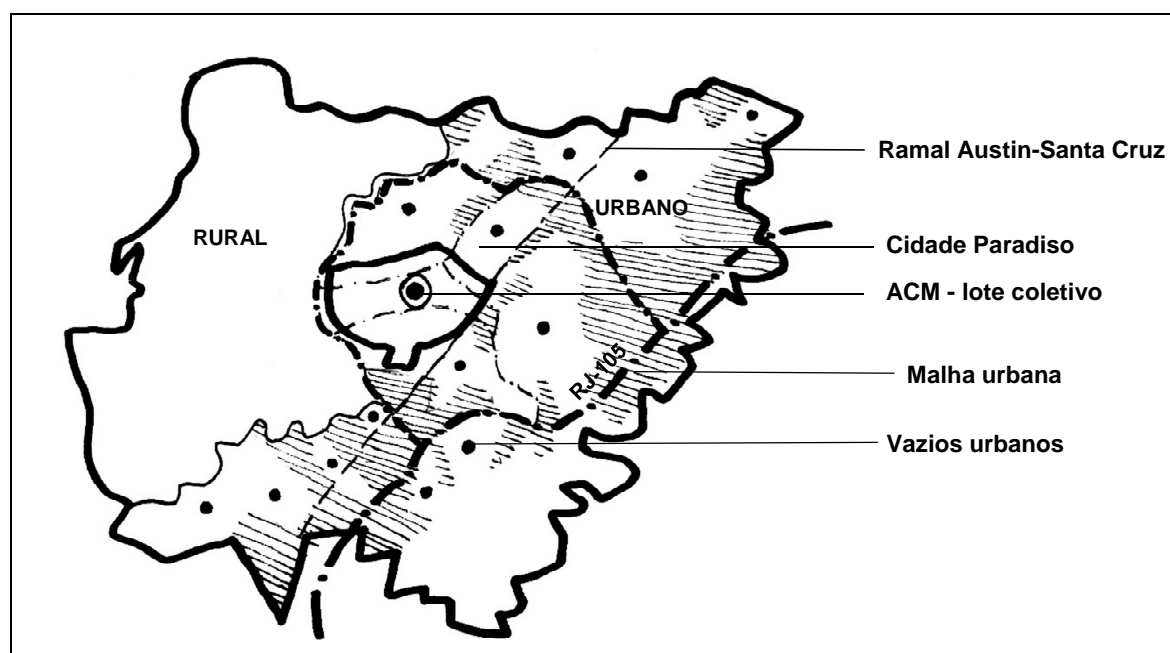 Ramal Austin-Santa Cruz
URBANO
RURAL
Cidade Paradiso
ACM - lote coletivo
RJ-105
Malha urbana
Vazios urbanos